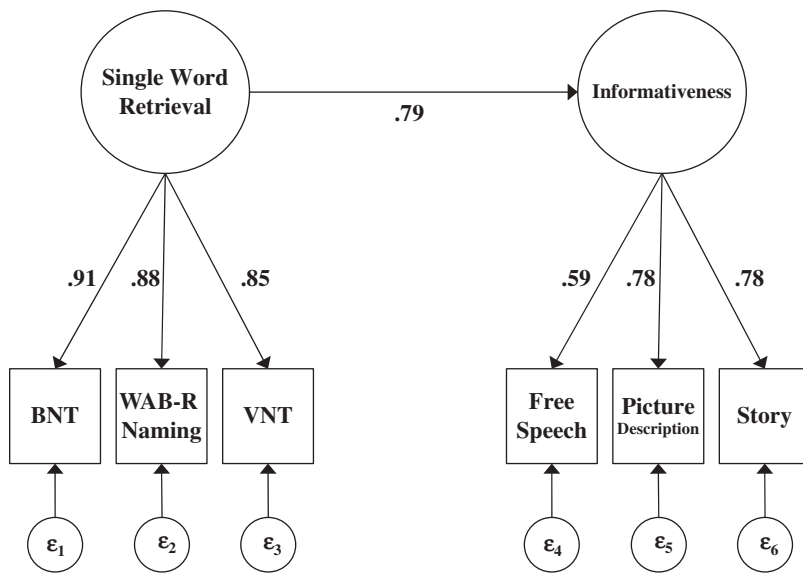 Single Word
Retrieval
Informativeness
.79
.91
.88
.85
.59
.78
.78
BNT
WAB-R
Naming
VNT
Free
Speech
Picture
Description
Story
ε1
ε2
ε3
ε4
ε5
ε6